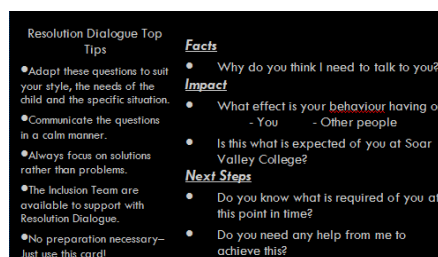 Resolution Dialogue Top
Tips
●Adapt these questions to suit
your style, the needs of the
child and the specific situation.
●Communicate the questions
in a calm manner.
●Always focus on solutions
rather than problems.
●The Inclusion Team are
available to support with
Resolution Dialogue.
●No preparation necessary–
Just use this card!
Facts
● Why do you think I need to talk to you?
Impact
● What effect is your behaviour having o
- You - Other people
● Is this what is expected of you at Soar
Valley College?
Next Steps
● Do you know what is required of you at
this point in time?
● Do you need any help from me to
achieve this?